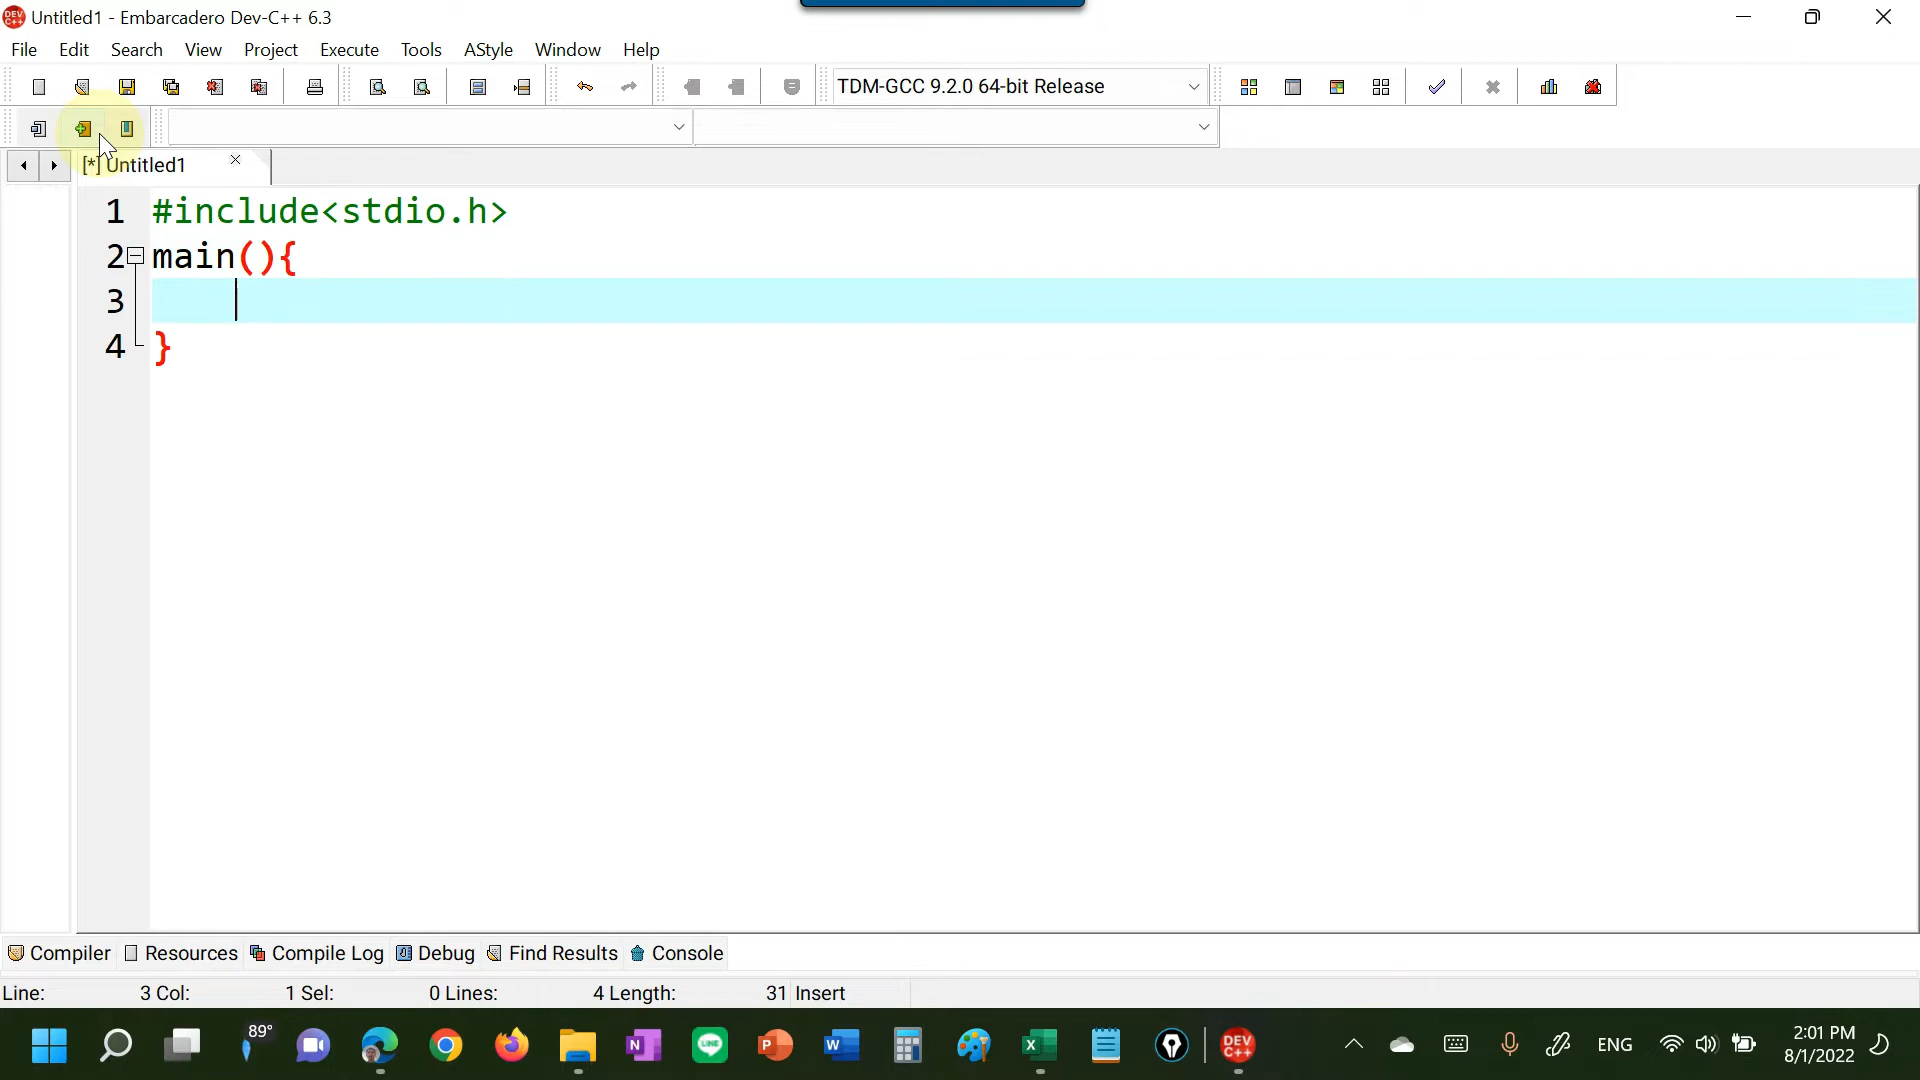 Untitled1 - Embarcadero Dev-C++ 6.3
File Edit Search View Project Execute Tools AStyle Window Help
TDM-GCC 9.2.0 64-bit Release
[*] Untitled1
1 #include<stdio.h>
2 main(){
3
4 }
Compiler Resources Compile Log Debug Find Results Console
Line: 3 Col: 1 Sel: 0 Lines: 4 Length: 31 Insert
89°
DEV C++
ENG
2:01 PM
8/1/2022